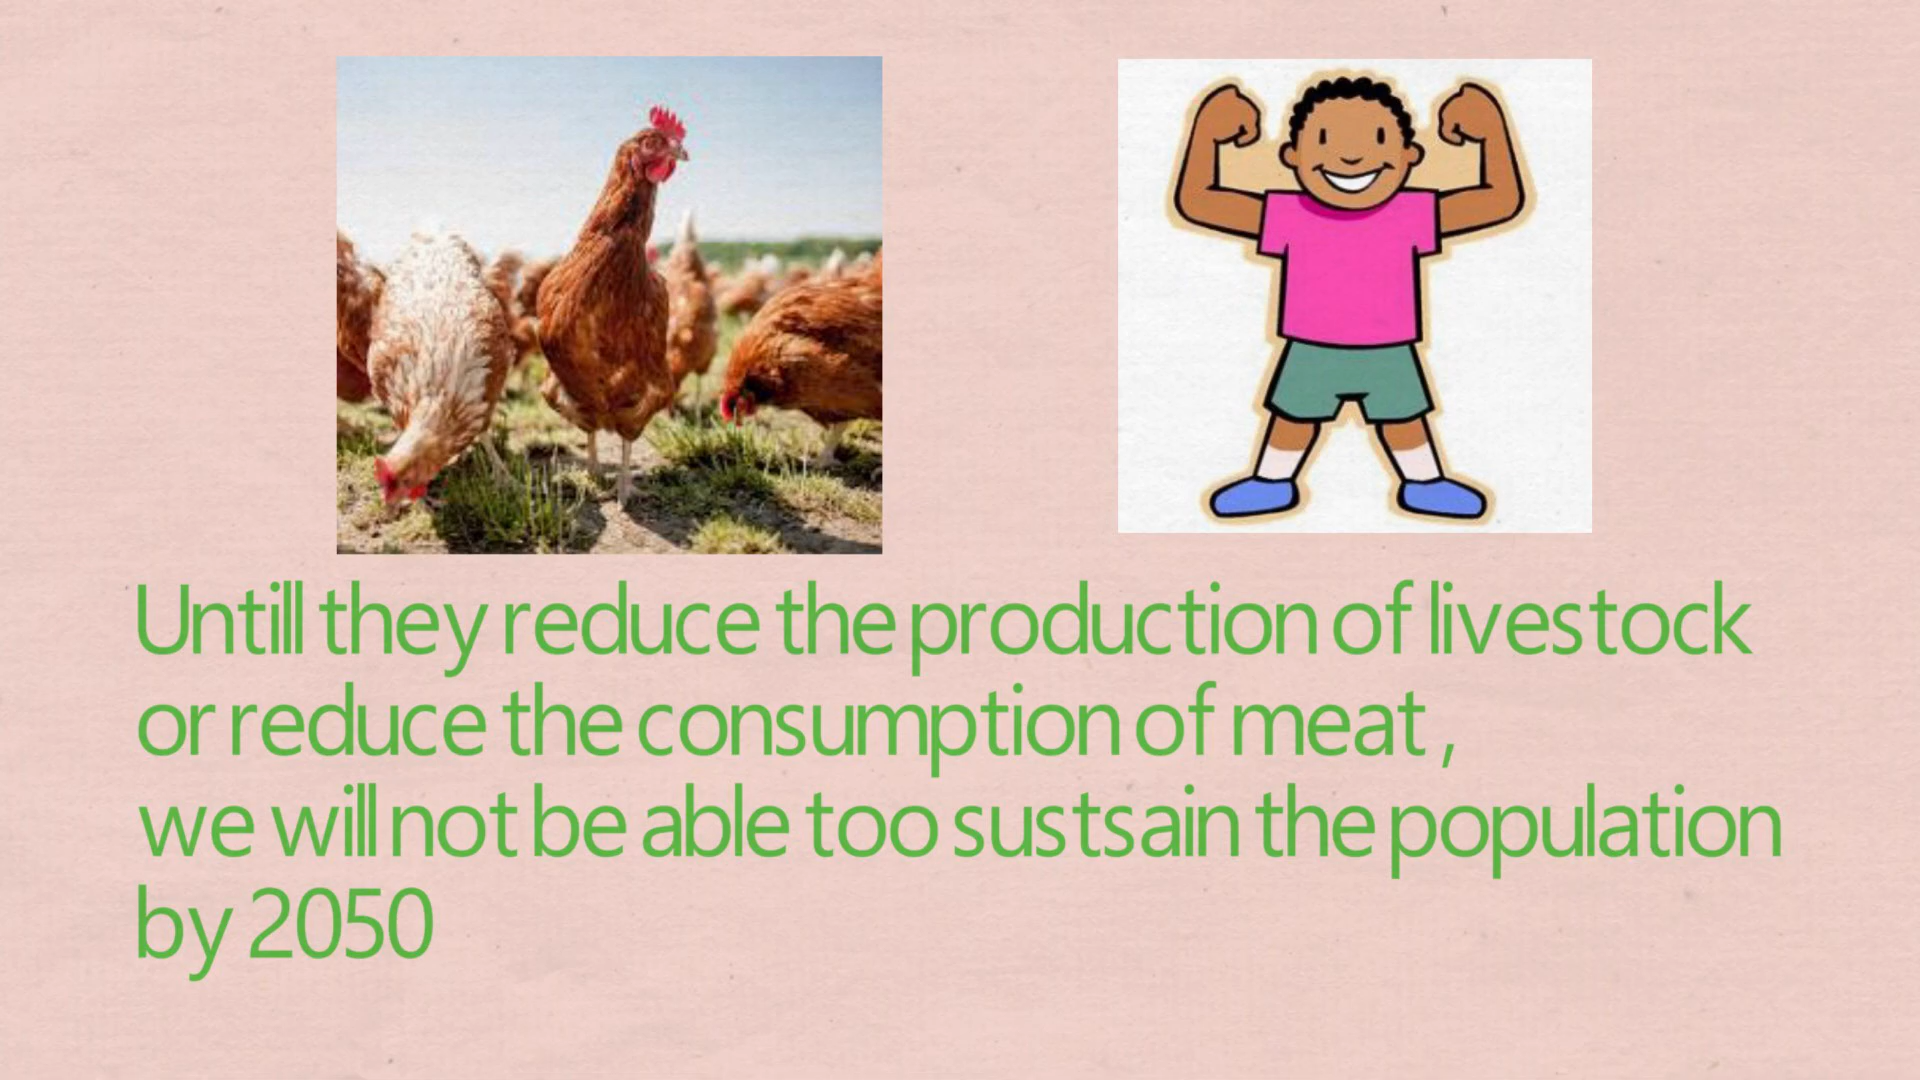 Untill they reduce the production of livestock
or reduce the consumption of meat ,
we will not be able too sustsain the population
by 2050